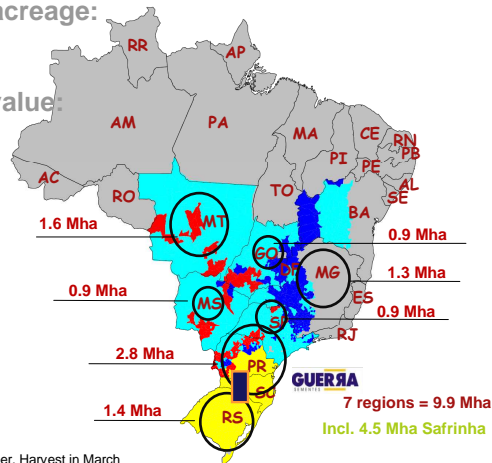 acreage:
RR
AP
value:
AM
PA
MA
CE
RN
PB
PI
PE
AC
AL
SE
RO
TO
BA
MT
1.6 Mha
GO
0.9 Mha
DF
MG
1.3 Mha
0.9 Mha
MS
ES
SP
0.9 Mha
RJ
2.8 Mha
PR
GUERRA
SEMENTES
SC
7 regions = 9.9 Mha
1.4 Mha
RS
Incl. 4.5 Mha Safrinha
er, Harvest in March